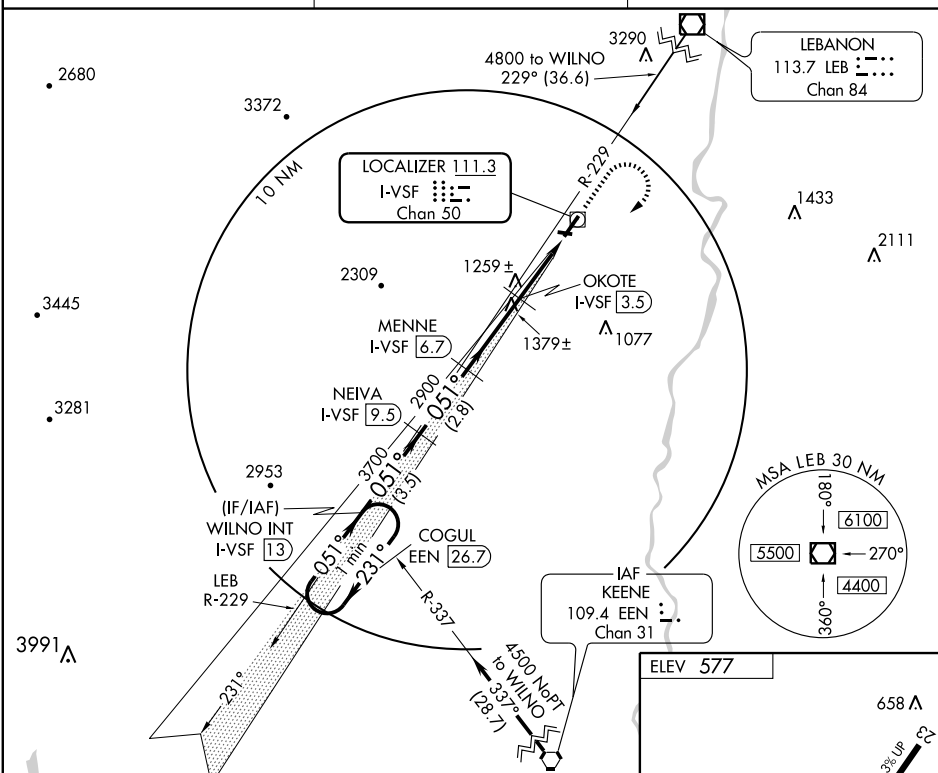 3290
LEBANON
113.7 LEB
Chan 84
4800 to WILNO
229° (36.6)
2680
3372
10 NM
LOCALIZER 111.3
I-VSF
Chan 50
R-229
1433
2111
2309
1259±
OKOTE
I-VSF 3.5
3445
MENNE
I-VSF 6.7
1379±
1077
2900
051°
(2.8)
NEIVA
I-VSF 9.5
3281
3700
051°
(3.5)
2953
(IF/IAF)
WILNO INT
I-VSF 13
051°
1 min
231°
COGUL
EEN 26.7
LEB
R-229
MSA LEB 30 NM
180°
6100
5500
270°
4400
360°
IAF
KEENE
109.4 EEN
Chan 31
R-337
3991
231°
4500 NoPT
to WILNO
337°
(28.7)
ELEV 577
658
23
3% UP